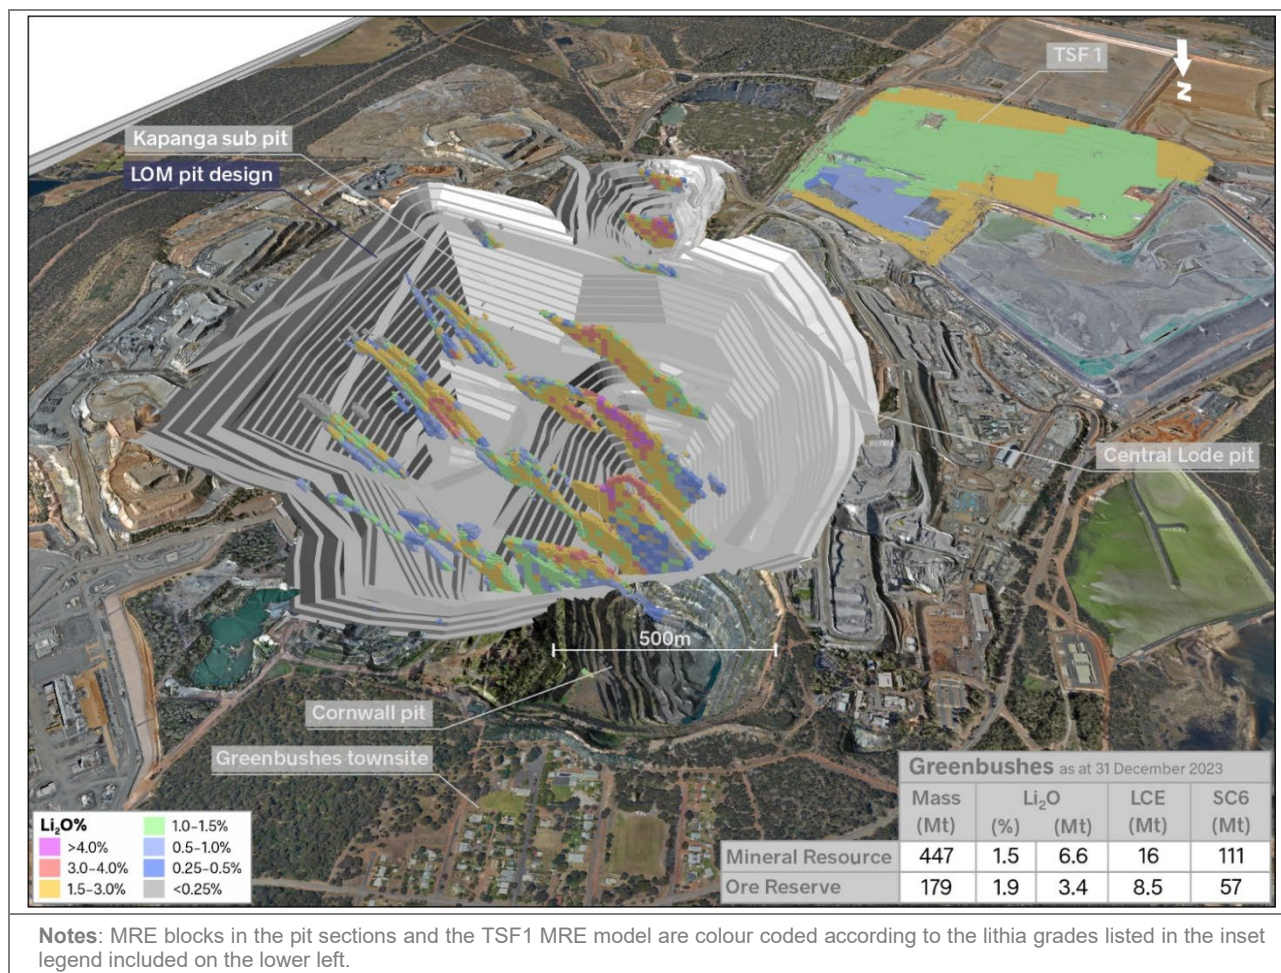 TSF 1
N
Kapanga sub pit
LOM pit design
Central Lode pit
500m
Cornwall pit
Greenbushes townsite
Li₂O%
>4.0%
3.0–4.0%
1.5–3.0%
1.0–1.5%
0.5–1.0%
0.25–0.5%
<0.25%
Greenbushes as at 31 December 2023
Mass Li₂O LCE SC6
(Mt) (%) (Mt) (Mt) (Mt)
Mineral Resource 447 1.5 6.6 16 111
Ore Reserve 179 1.9 3.4 8.5 57
Notes: MRE blocks in the pit sections and the TSF1 MRE model are colour coded according to the lithia grades listed in the inset
legend included on the lower left.